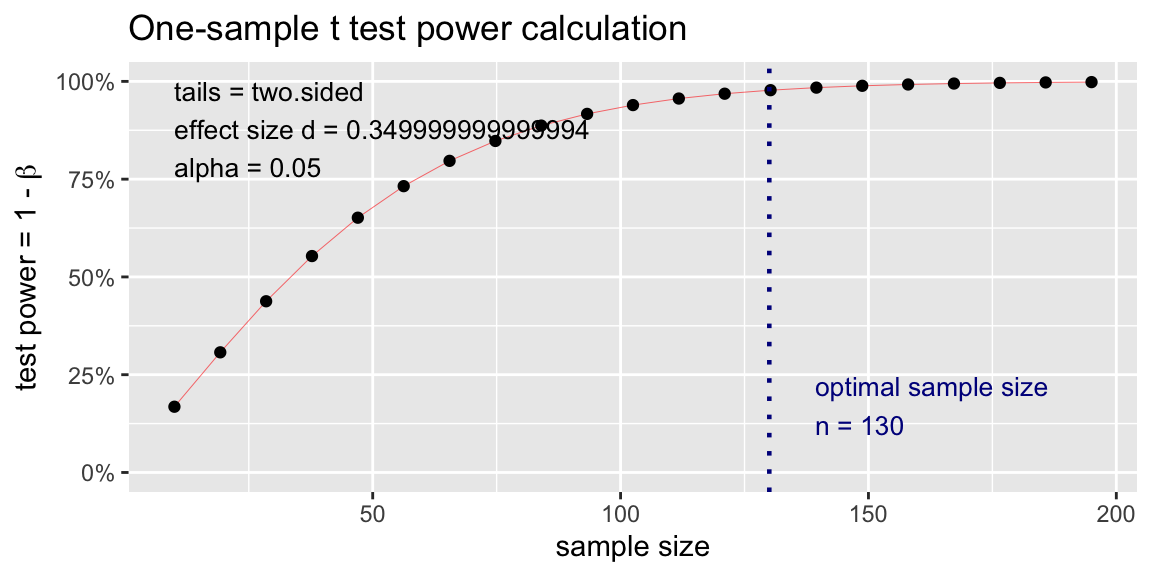 One-sample t test power calculation
tails = two.sided
effect size d = 0.349999999999994
alpha = 0.05
test power = 1 - β
100%
75%
50%
25%
0%
optimal sample size
n = 130
50
100
150
200
sample size